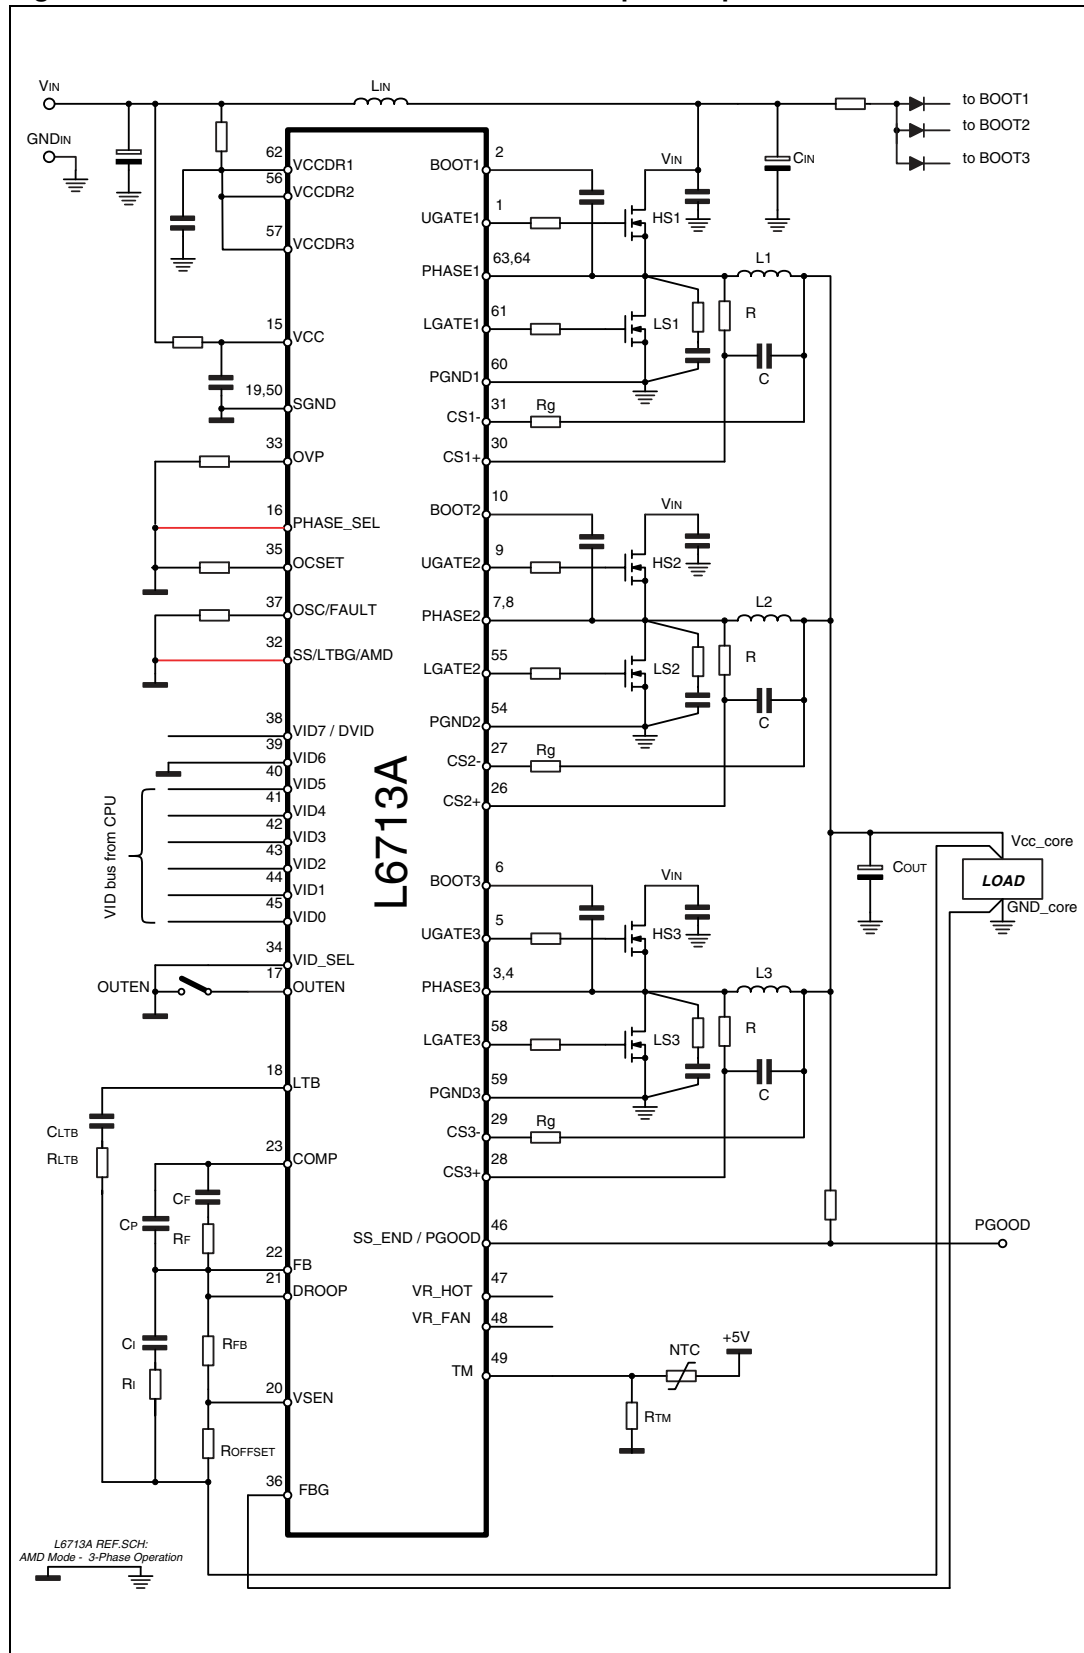 VIN
LIN
to BOOT1
to BOOT2
to BOOT3
GNDIN
CIN
62
VCCDR1
56
VCCDR2
57
VCCDR3
15
VCC
19,50
SGND
33
OVP
16
PHASE_SEL
35
OCSET
37
OSC/FAULT
32
SS/LTBG/AMD
38
VID7 / DVID
39
VID6
40
VID5
41
VID4
42
VID3
43
VID2
44
VID1
45
VID0
VID bus from CPU
34
VID_SEL
17
OUTEN
OUTEN
18
LTB
CLTB
RLTB
23
COMP
CF
CP
RF
22
FB
21
DROOP
CI
RFB
RI
20
VSEN
ROFFSET
36
FBG
L6713A
2
BOOT1
VIN
1
UGATE1
HS1
63,64
PHASE1
L1
61
LGATE1
LS1
R
60
PGND1
C
31
CS1-
Rg
30
CS1+
10
BOOT2
VIN
9
UGATE2
HS2
7,8
PHASE2
L2
55
LGATE2
LS2
R
54
PGND2
C
27
CS2-
Rg
26
CS2+
6
BOOT3
VIN
5
UGATE3
HS3
3,4
PHASE3
L3
58
LGATE3
LS3
R
59
PGND3
C
29
CS3-
Rg
28
CS3+
COUT
Vcc_core
LOAD
GND_core
46
SS_END / PGOOD
PGOOD
47
VR_HOT
48
VR_FAN
49
TM
NTC
+5V
RTM
L6713A REF.SCH:
AMD Mode - 3-Phase Operation